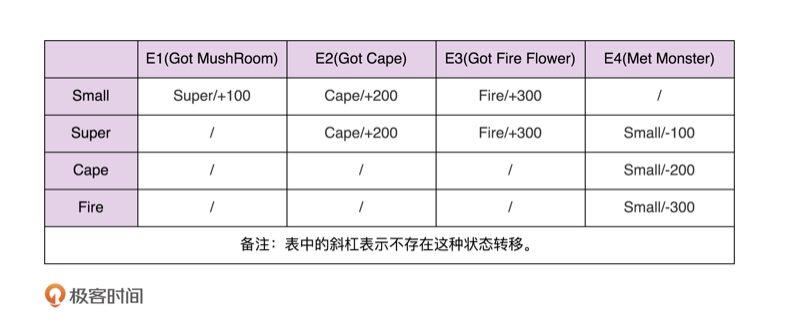 E1(Got MushRoom) E2(Got Cape) E3(Got Fire Flower) E4(Met Monster)
Small Super/+100 Cape/+200 Fire/+300 /
Super / Cape/+200 Fire/+300 Small/-100
Cape / / / Small/-200
Fire / / / Small/-300
备注：表中的斜杠表示不存在这种状态转移。
极客时间